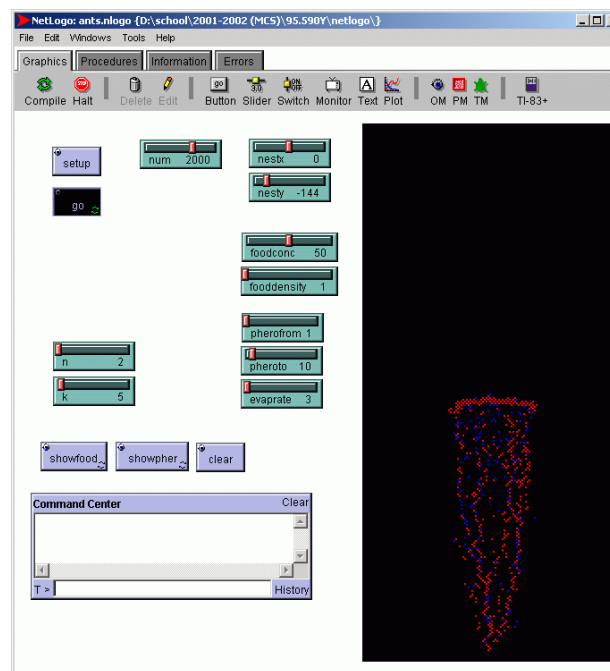 NetLogo: ants.nlogo {D:\school\2001-2002 (MCS)\95.590Y\netlogo\}
File Edit Windows Tools Help
Graphics Procedures Information Errors
Compile Halt Delete Edit Button Slider Switch Monitor Text Plot OM PM TM TI-83+
setup
num 2000
nestx 0
go
nesty -144
foodconc 50
fooddensity 1
pherofrom 1
n 2
pheroto 10
k 5
evaprate 3
showfood
showpher
clear
Command Center Clear
T > History